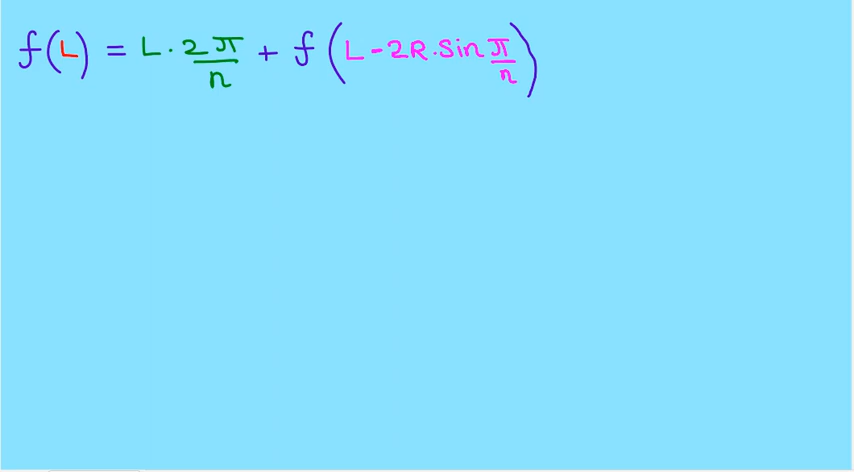 f(L) = L · 2π/n + f(L - 2R · sin π/n)